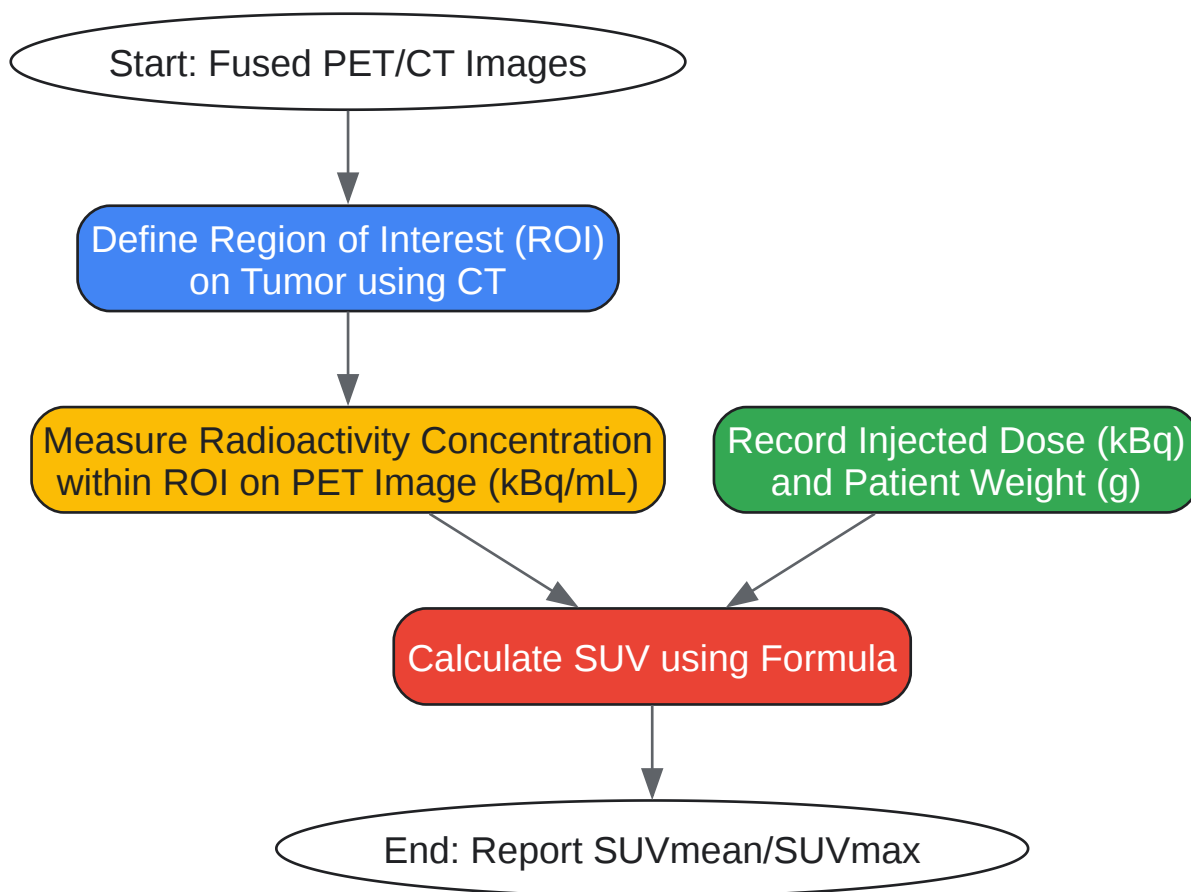 Start: Fused PET/CT Images
Define Region of Interest (ROI)
on Tumor using CT
Measure Radioactivity Concentration
within ROI on PET Image (kBq/mL)
Record Injected Dose (kBq)
and Patient Weight (g)
Calculate SUV using Formula
End: Report SUVmean/SUVmax